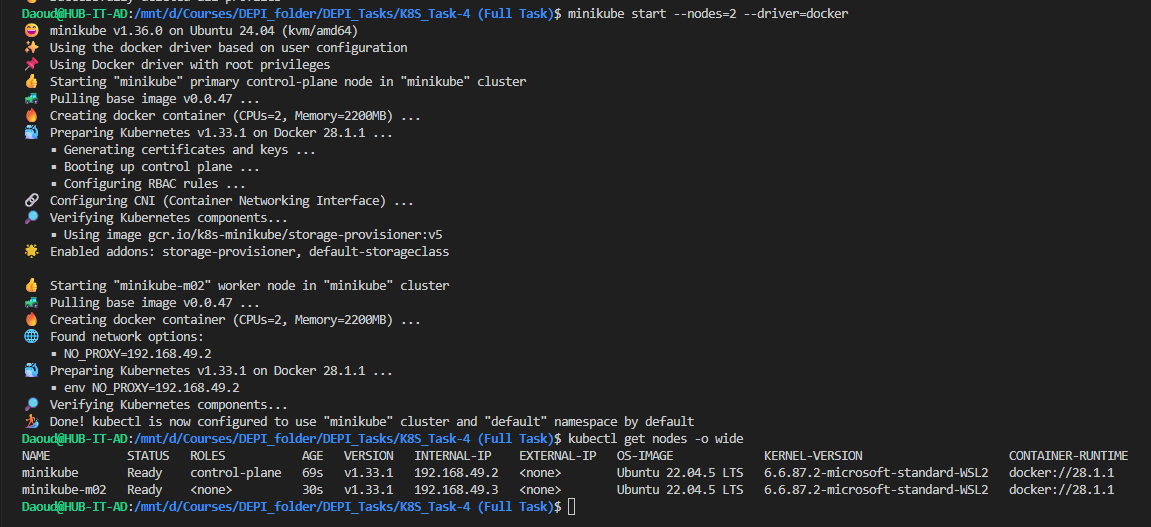 Daoud@HUB-IT-AD:/mnt/d/Courses/DEPI_folder/DEPI_Tasks/K8S_Task-4 (Full Task)$ minikube start --nodes=2 --driver=docker
😄 minikube v1.36.0 on Ubuntu 24.04 (kvm/amd64)
✨ Using the docker driver based on user configuration
📌 Using Docker driver with root privileges
👍 Starting "minikube" primary control-plane node in "minikube" cluster
🚜 Pulling base image v0.0.47 ...
🔥 Creating docker container (CPUs=2, Memory=2200MB) ...
🐳 Preparing Kubernetes v1.33.1 on Docker 28.1.1 ...
▪ Generating certificates and keys ...
▪ Booting up control plane ...
▪ Configuring RBAC rules ...
🔗 Configuring CNI (Container Networking Interface) ...
🔎 Verifying Kubernetes components...
▪ Using image gcr.io/k8s-minikube/storage-provisioner:v5
🌟 Enabled addons: storage-provisioner, default-storageclass
👍 Starting "minikube-m02" worker node in "minikube" cluster
🚜 Pulling base image v0.0.47 ...
🔥 Creating docker container (CPUs=2, Memory=2200MB) ...
🌐 Found network options:
▪ NO_PROXY=192.168.49.2
🐳 Preparing Kubernetes v1.33.1 on Docker 28.1.1 ...
▪ env NO_PROXY=192.168.49.2
🔎 Verifying Kubernetes components...
🏄 Done! kubectl is now configured to use "minikube" cluster and "default" namespace by default
Daoud@HUB-IT-AD:/mnt/d/Courses/DEPI_folder/DEPI_Tasks/K8S_Task-4 (Full Task)$ kubectl get nodes -o wide
NAME STATUS ROLES AGE VERSION INTERNAL-IP EXTERNAL-IP OS-IMAGE KERNEL-VERSION CONTAINER-RUNTIME
minikube Ready control-plane 69s v1.33.1 192.168.49.2 <none> Ubuntu 22.04.5 LTS 6.6.87.2-microsoft-standard-WSL2 docker://28.1.1
minikube-m02 Ready <none> 30s v1.33.1 192.168.49.3 <none> Ubuntu 22.04.5 LTS 6.6.87.2-microsoft-standard-WSL2 docker://28.1.1
Daoud@HUB-IT-AD:/mnt/d/Courses/DEPI_folder/DEPI_Tasks/K8S_Task-4 (Full Task)$